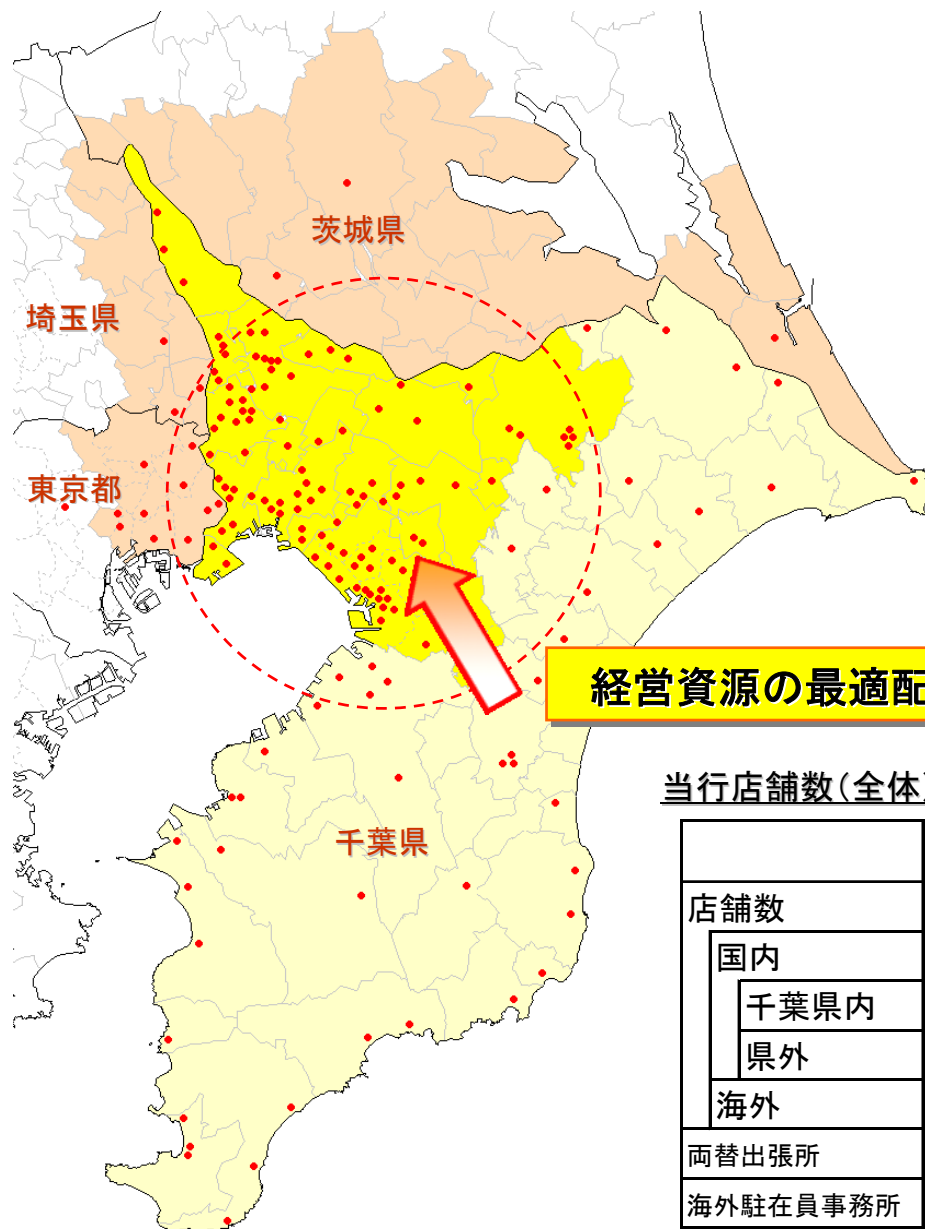 茨城県
埼玉県
東京都
経営資源の最適配
当行店舗数(全体)
千葉県
店舗数
国内
千葉県内
県外
海外
両替出張所
海外駐在員事務所